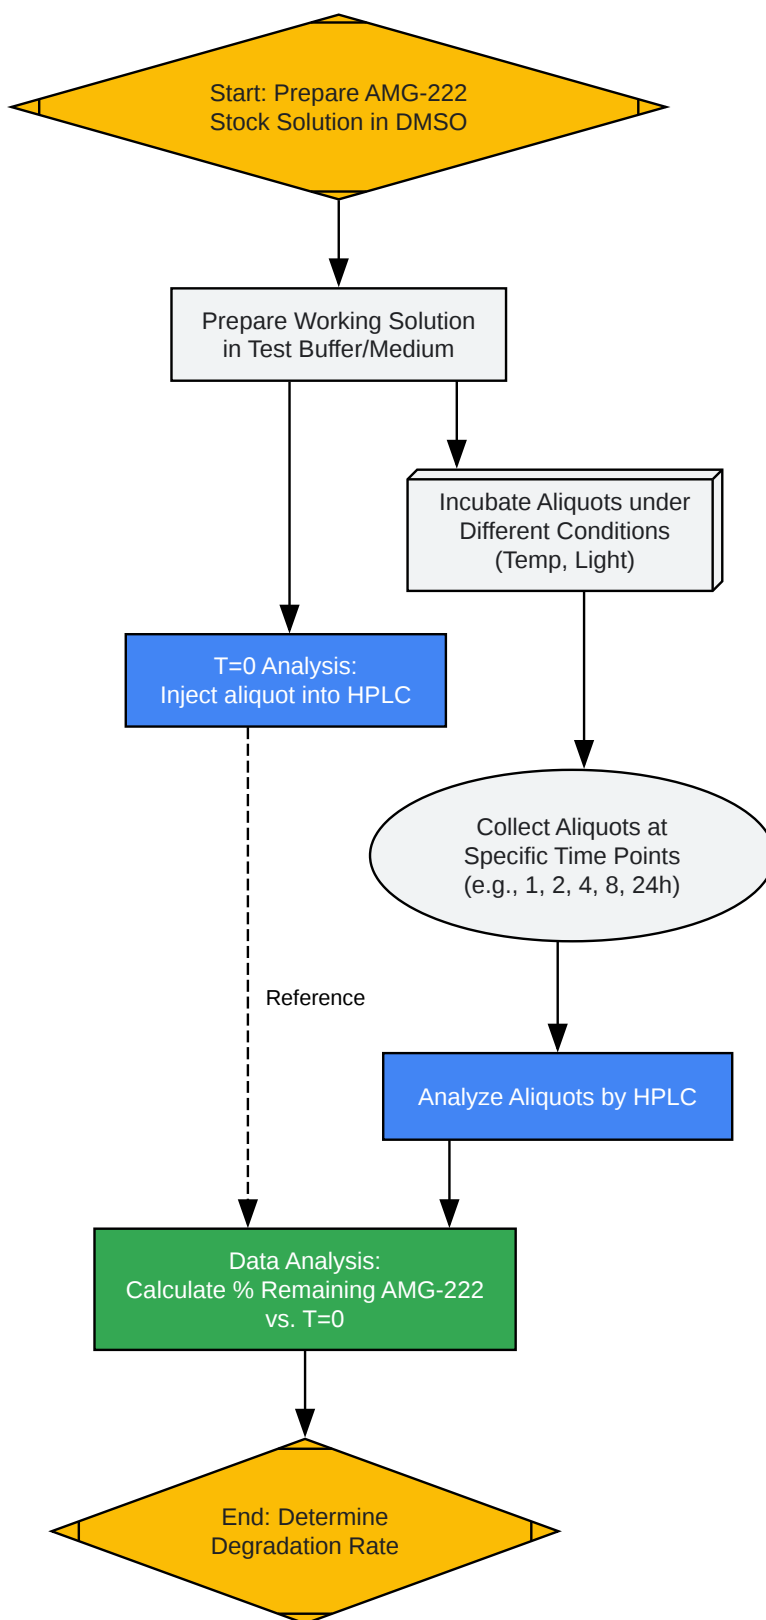 Start: Prepare AMG-222
Stock Solution in DMSO
Prepare Working Solution
in Test Buffer/Medium
Incubate Aliquots under
Different Conditions
(Temp, Light)
T=0 Analysis:
Inject aliquot into HPLC
Collect Aliquots at
Specific Time Points
(e.g., 1, 2, 4, 8, 24h)
Reference
Analyze Aliquots by HPLC
Data Analysis:
Calculate % Remaining AMG-222
vs. T=0
End: Determine
Degradation Rate